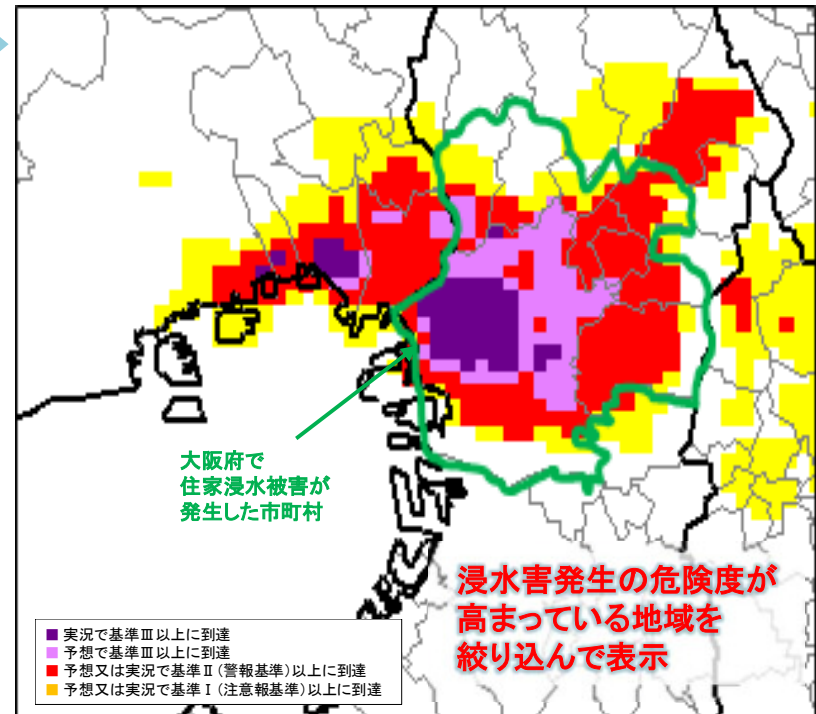 大阪府で
住家浸水被害が
発生した市町村
浸水害発生の危険度が
高まっている地域を
絞り込んで表示
■ 実況で基準Ⅲ以上に到達
■ 予想で基準Ⅲ以上に到達
■ 予想又は実況で基準Ⅱ(警報基準)以上に到達
■ 予想又は実況で基準Ⅰ(注意報基準)以上に到達